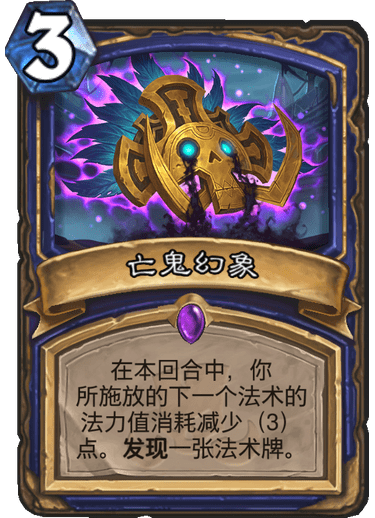 3
亡鬼幻象
在本回合中，你
所施放的下一个法术的
法力值消耗减少（3）
点。发现一张法术牌。